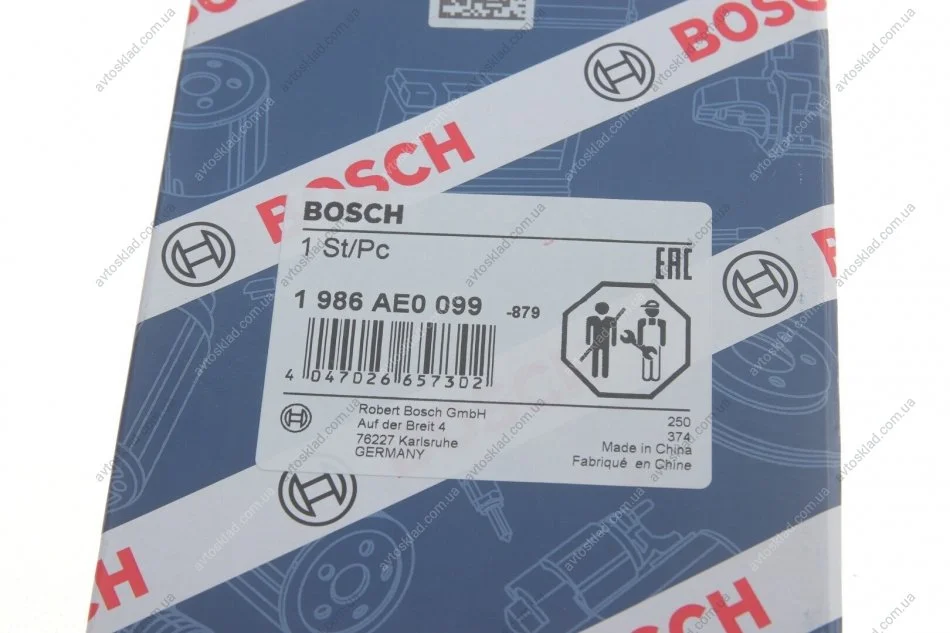 BOSCH
BOSCH
BOSCH
1 St/Pc
EAC
1 986 AE0 099 -879
4 047026 657302
Robert Bosch GmbH
Auf der Breit 4
76227 Karlsruhe
GERMANY
250
374
Made in China
Fabriqué en Chine
BOSCH
avtosklad.com.ua